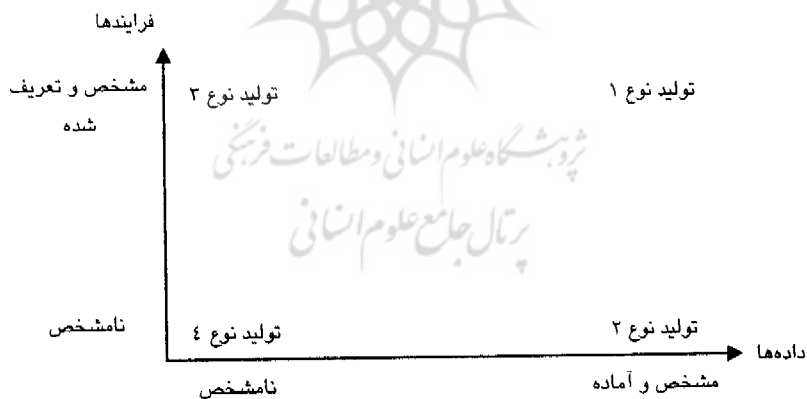 فرایندها
مشخص و تعریف شده
تولید نوع ۳
تولید نوع ۱
پژوهشگاه علوم انسانی و مطالعات فرهنگی
پرتال جامع علوم انسانی
نامشخص
تولید نوع ٤
تولید نوع ۲
داده‌ها
نامشخص
مشخص و آماده